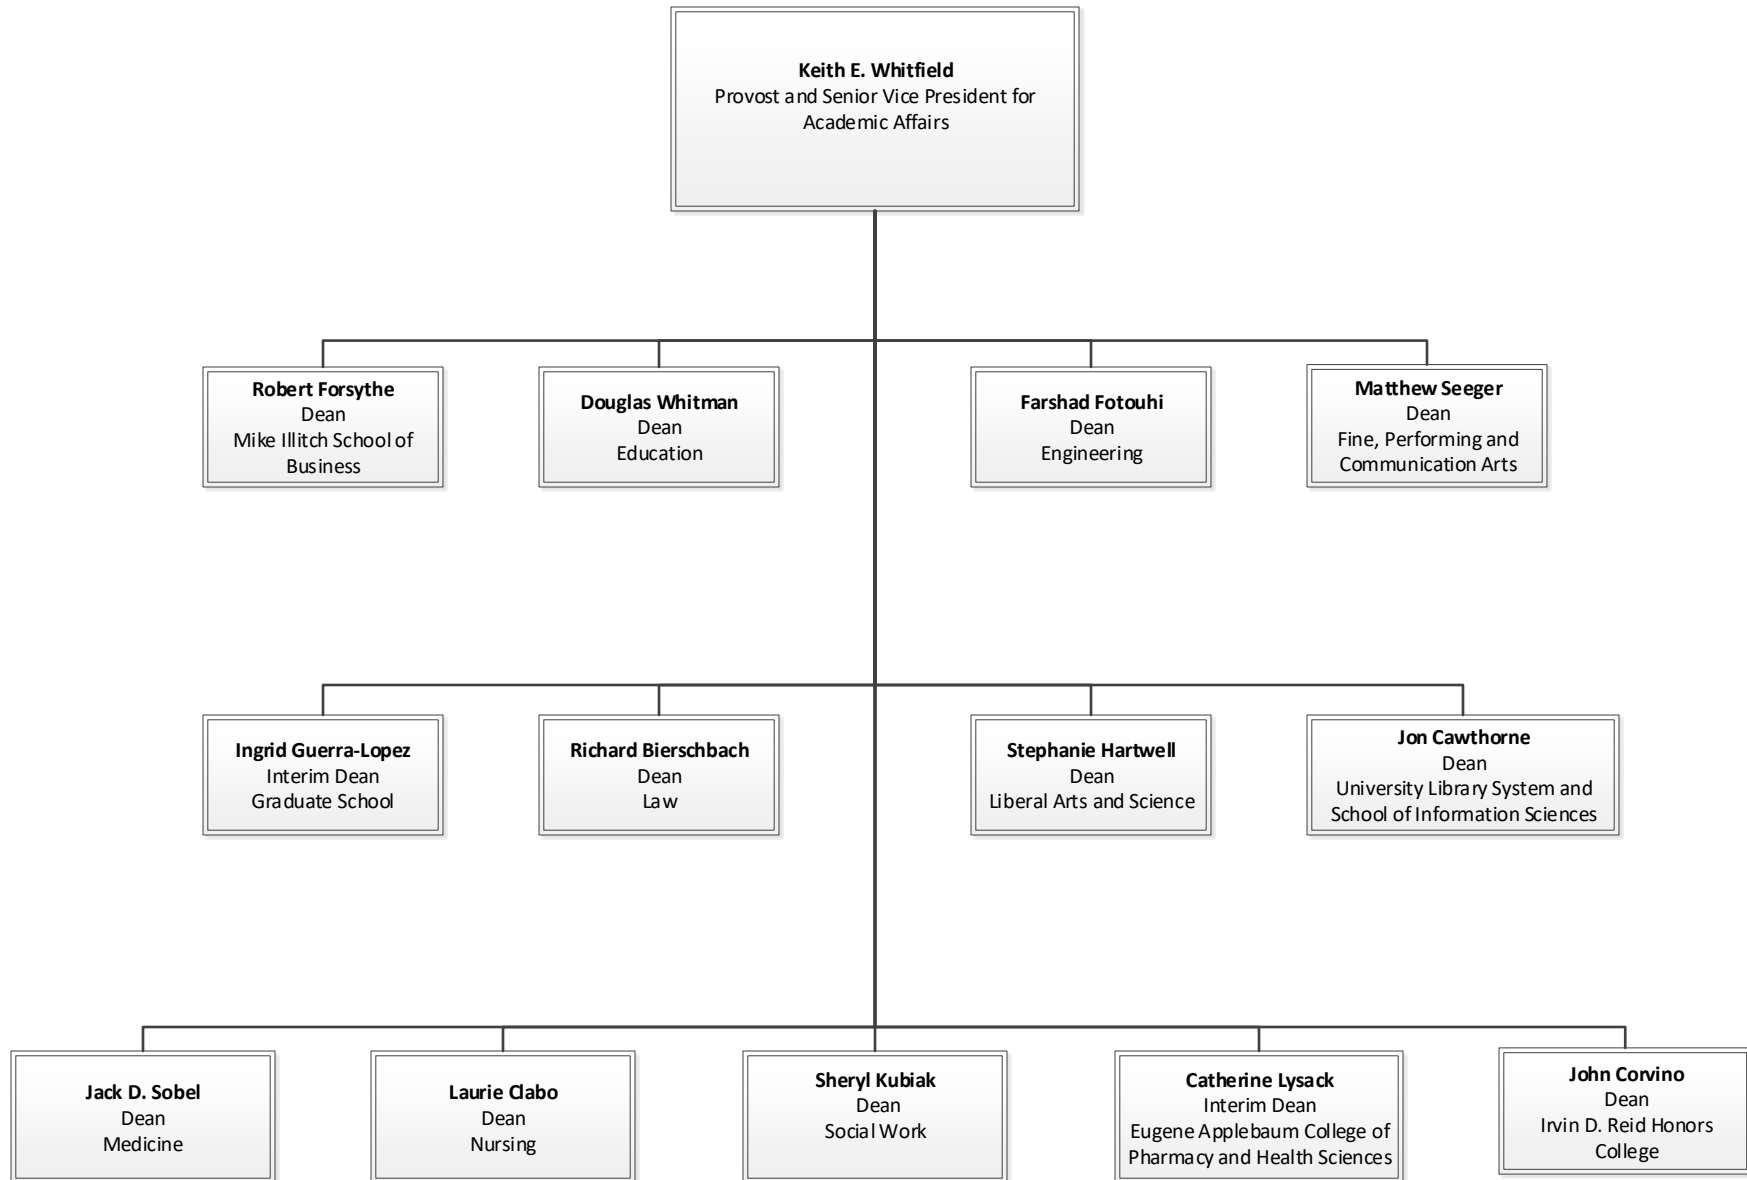 Keith E. Whitfield
Provost and Senior Vice President for
Academic Affairs
Robert Forsythe
Dean
Mike Illitch School of
Business
Douglas Whitman
Dean
Education
Farshad Fotouhi
Dean
Engineering
Matthew Seeger
Dean
Fine, Performing and
Communication Arts
Ingrid Guerra-Lopez
Interim Dean
Graduate School
Richard Bierschbach
Dean
Law
Stephanie Hartwell
Dean
Liberal Arts and Science
Jon Cawthorne
Dean
University Library System and
School of Information Sciences
Jack D. Sobel
Dean
Medicine
Laurie Clabo
Dean
Nursing
Sheryl Kubiak
Dean
Social Work
Catherine Lysack
Interim Dean
Eugene Applebaum College of
Pharmacy and Health Sciences
John Corvino
Dean
Irvin D. Reid Honors
College